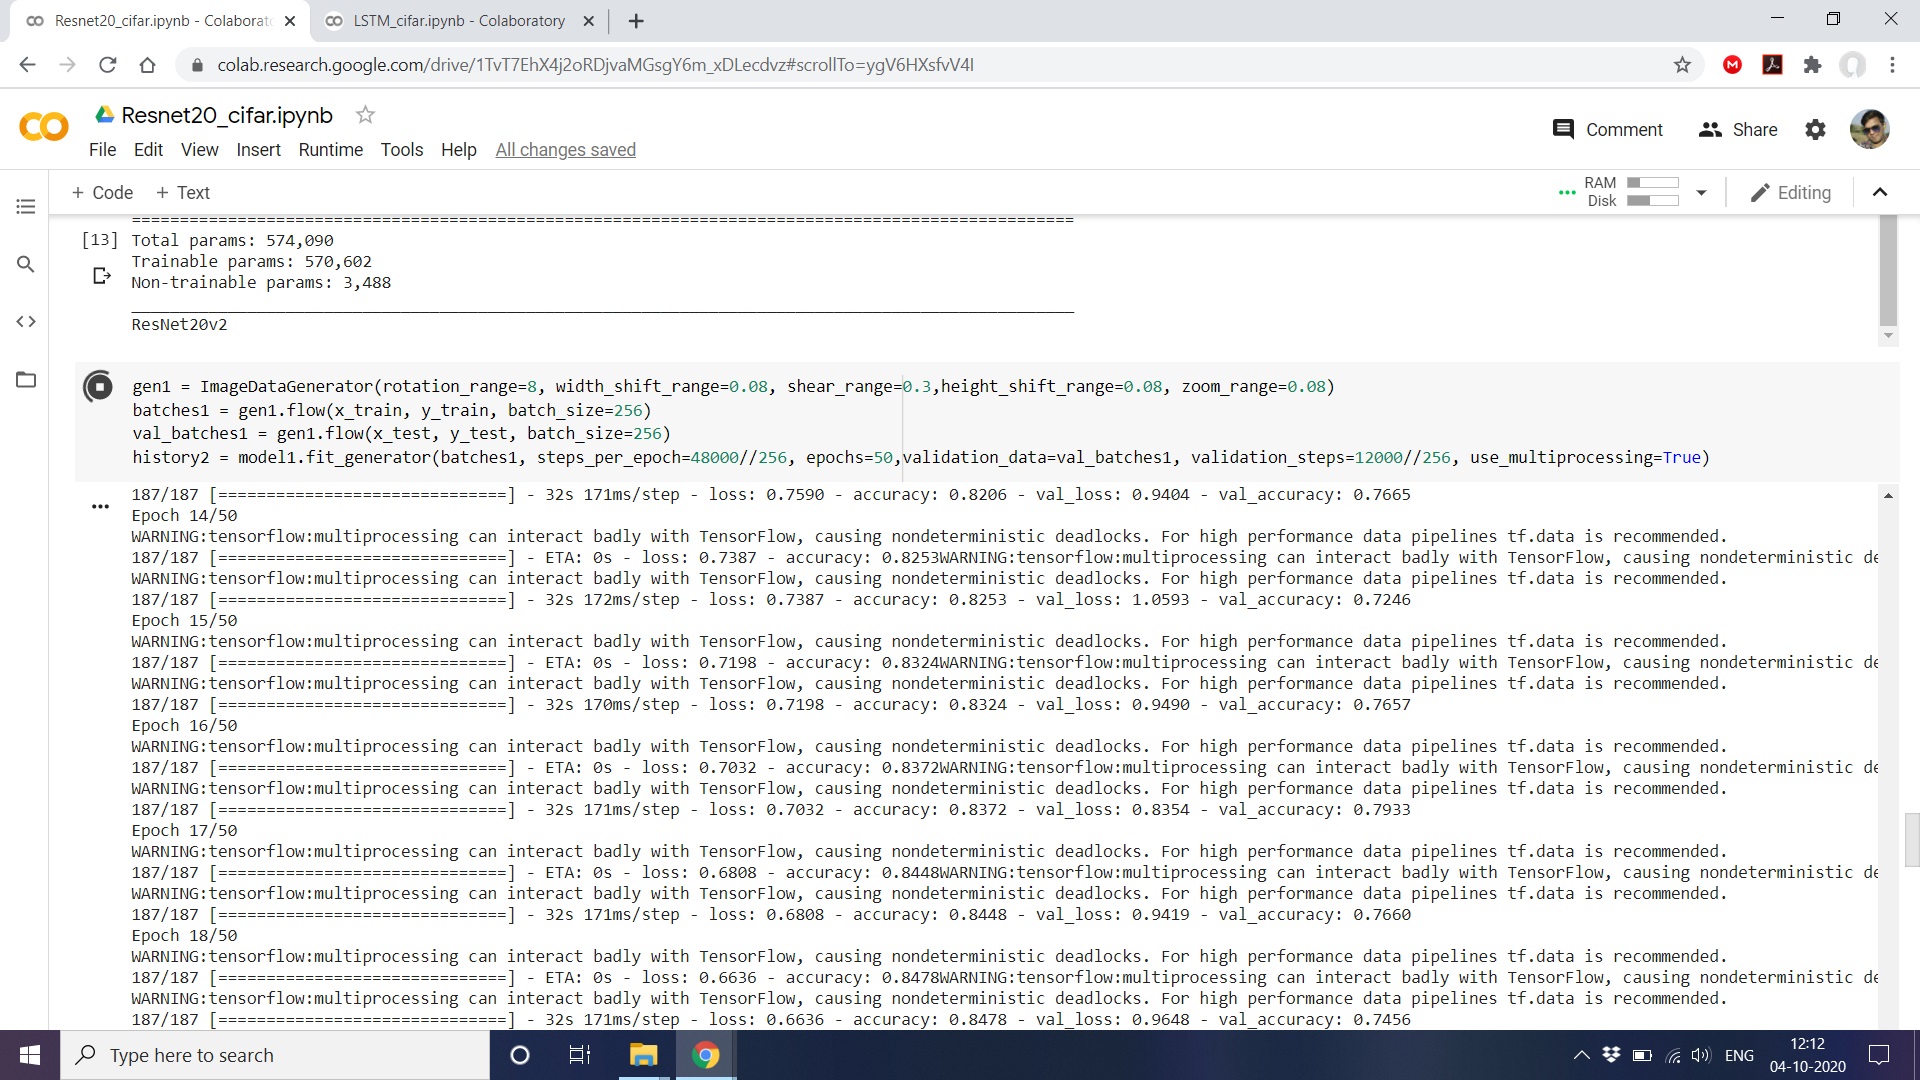 Resnet20_cifar.ipynb - Colaborat
LSTM_cifar.ipynb - Colaboratory
colab.research.google.com/drive/1TvT7EhX4j2oRDjvaMGsgY6m_xDLecdvz#scrollTo=ygV6HXsfvV4I
Resnet20_cifar.ipynb
Comment Share
File Edit View Insert Runtime Tools Help All changes saved
+ Code + Text
RAM
Disk
Editing
====================================================================================================
[13] Total params: 574,090
Trainable params: 570,602
Non-trainable params: 3,488
ResNet20v2
gen1 = ImageDataGenerator(rotation_range=8, width_shift_range=0.08, shear_range=0.3,height_shift_range=0.08, zoom_range=0.08)
batches1 = gen1.flow(x_train, y_train, batch_size=256)
val_batches1 = gen1.flow(x_test, y_test, batch_size=256)
history2 = model1.fit_generator(batches1, steps_per_epoch=48000//256, epochs=50,validation_data=val_batches1, validation_steps=12000//256, use_multiprocessing=True)
187/187 [==============================] - 32s 171ms/step - loss: 0.7590 - accuracy: 0.8206 - val_loss: 0.9404 - val_accuracy: 0.7665
Epoch 14/50
WARNING:tensorflow:multiprocessing can interact badly with TensorFlow, causing nondeterministic deadlocks. For high performance data pipelines tf.data is recommended.
187/187 [==============================] - ETA: 0s - loss: 0.7387 - accuracy: 0.8253WARNING:tensorflow:multiprocessing can interact badly with TensorFlow, causing nondeterministic de
WARNING:tensorflow:multiprocessing can interact badly with TensorFlow, causing nondeterministic deadlocks. For high performance data pipelines tf.data is recommended.
187/187 [==============================] - 32s 172ms/step - loss: 0.7387 - accuracy: 0.8253 - val_loss: 1.0593 - val_accuracy: 0.7246
Epoch 15/50
WARNING:tensorflow:multiprocessing can interact badly with TensorFlow, causing nondeterministic deadlocks. For high performance data pipelines tf.data is recommended.
187/187 [==============================] - ETA: 0s - loss: 0.7198 - accuracy: 0.8324WARNING:tensorflow:multiprocessing can interact badly with TensorFlow, causing nondeterministic de
WARNING:tensorflow:multiprocessing can interact badly with TensorFlow, causing nondeterministic deadlocks. For high performance data pipelines tf.data is recommended.
187/187 [==============================] - 32s 170ms/step - loss: 0.7198 - accuracy: 0.8324 - val_loss: 0.9490 - val_accuracy: 0.7657
Epoch 16/50
WARNING:tensorflow:multiprocessing can interact badly with TensorFlow, causing nondeterministic deadlocks. For high performance data pipelines tf.data is recommended.
187/187 [==============================] - ETA: 0s - loss: 0.7032 - accuracy: 0.8372WARNING:tensorflow:multiprocessing can interact badly with TensorFlow, causing nondeterministic de
WARNING:tensorflow:multiprocessing can interact badly with TensorFlow, causing nondeterministic deadlocks. For high performance data pipelines tf.data is recommended.
187/187 [==============================] - 32s 171ms/step - loss: 0.7032 - accuracy: 0.8372 - val_loss: 0.8354 - val_accuracy: 0.7933
Epoch 17/50
WARNING:tensorflow:multiprocessing can interact badly with TensorFlow, causing nondeterministic deadlocks. For high performance data pipelines tf.data is recommended.
187/187 [==============================] - ETA: 0s - loss: 0.6808 - accuracy: 0.8448WARNING:tensorflow:multiprocessing can interact badly with TensorFlow, causing nondeterministic de
WARNING:tensorflow:multiprocessing can interact badly with TensorFlow, causing nondeterministic deadlocks. For high performance data pipelines tf.data is recommended.
187/187 [==============================] - 32s 171ms/step - loss: 0.6808 - accuracy: 0.8448 - val_loss: 0.9419 - val_accuracy: 0.7660
Epoch 18/50
WARNING:tensorflow:multiprocessing can interact badly with TensorFlow, causing nondeterministic deadlocks. For high performance data pipelines tf.data is recommended.
187/187 [==============================] - ETA: 0s - loss: 0.6636 - accuracy: 0.8478WARNING:tensorflow:multiprocessing can interact badly with TensorFlow, causing nondeterministic de
WARNING:tensorflow:multiprocessing can interact badly with TensorFlow, causing nondeterministic deadlocks. For high performance data pipelines tf.data is recommended.
187/187 [==============================] - 32s 171ms/step - loss: 0.6636 - accuracy: 0.8478 - val_loss: 0.9648 - val_accuracy: 0.7456
Type here to search
ENG
12:12
04-10-2020